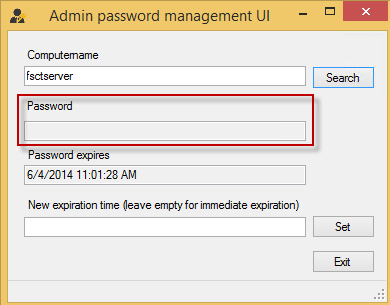 Admin password management UI
Computername
fsctserver
Search
Password
Password expires
6/4/2014 11:01:28 AM
New expiration time (leave empty for immediate expiration)
Set
Exit